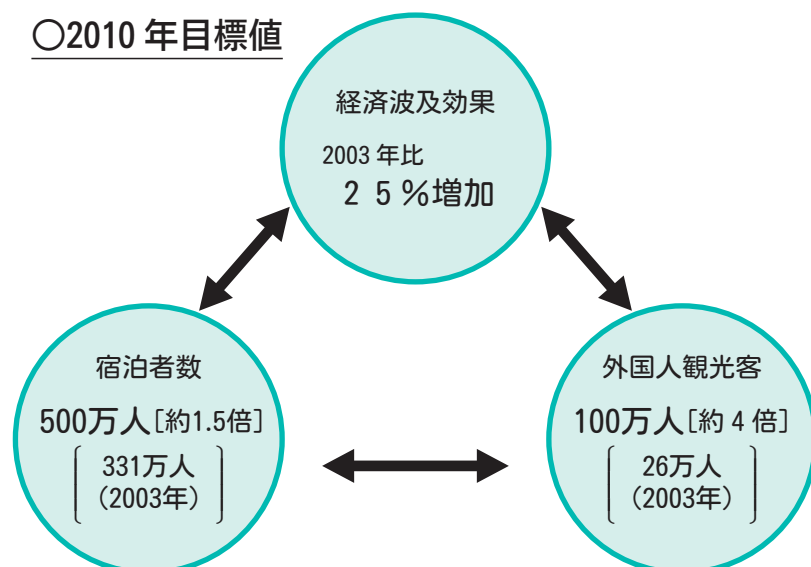 〇2010年目標値
経済波及効果
2003年比
25%増加
宿泊者数
500万人[約1.5倍]
331万人
(2003年)
外国人観光客
100万人[約4倍]
26万人
(2003年)